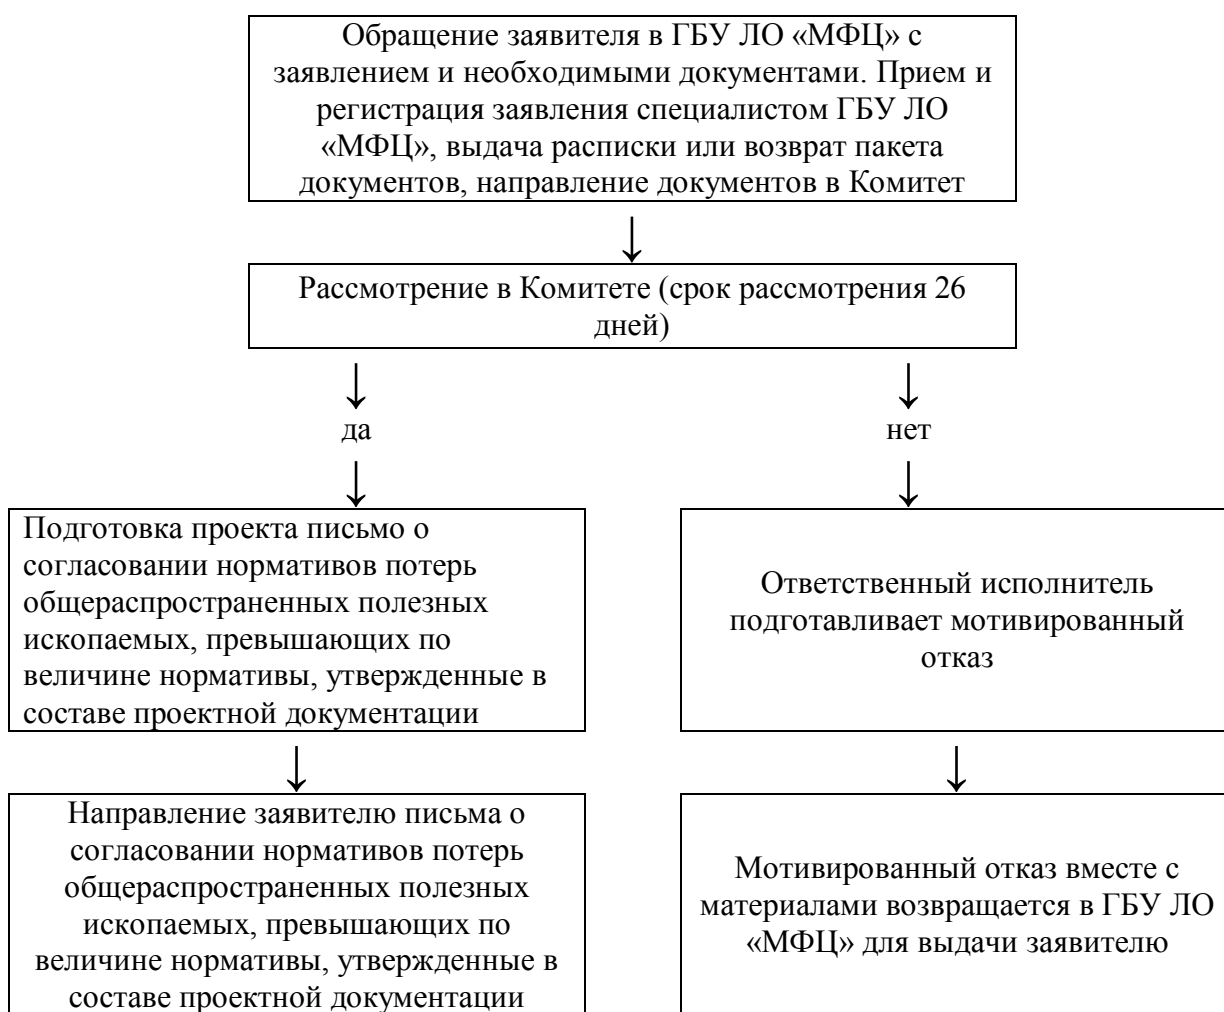 Обращение заявителя в ГБУ ЛО «МФЦ» с
заявлением и необходимыми документами. Прием и
регистрация заявления специалистом ГБУ ЛО
«МФЦ», выдача расписки или возврат пакета
документов, направление документов в Комитет
Рассмотрение в Комитете (срок рассмотрения 26
дней)
да
нет
Подготовка проекта письмо о
согласовании нормативов потерь
общераспространенных полезных
ископаемых, превышающих по
величине нормативы, утвержденные в
составе проектной документации
Ответственный исполнитель
подготавливает мотивированный
отказ
Направление заявителю письма о
согласовании нормативов потерь
общераспространенных полезных
ископаемых, превышающих по
величине нормативы, утвержденные в
составе проектной документации
Мотивированный отказ вместе с
материалами возвращается в ГБУ ЛО
«МФЦ» для выдачи заявителю